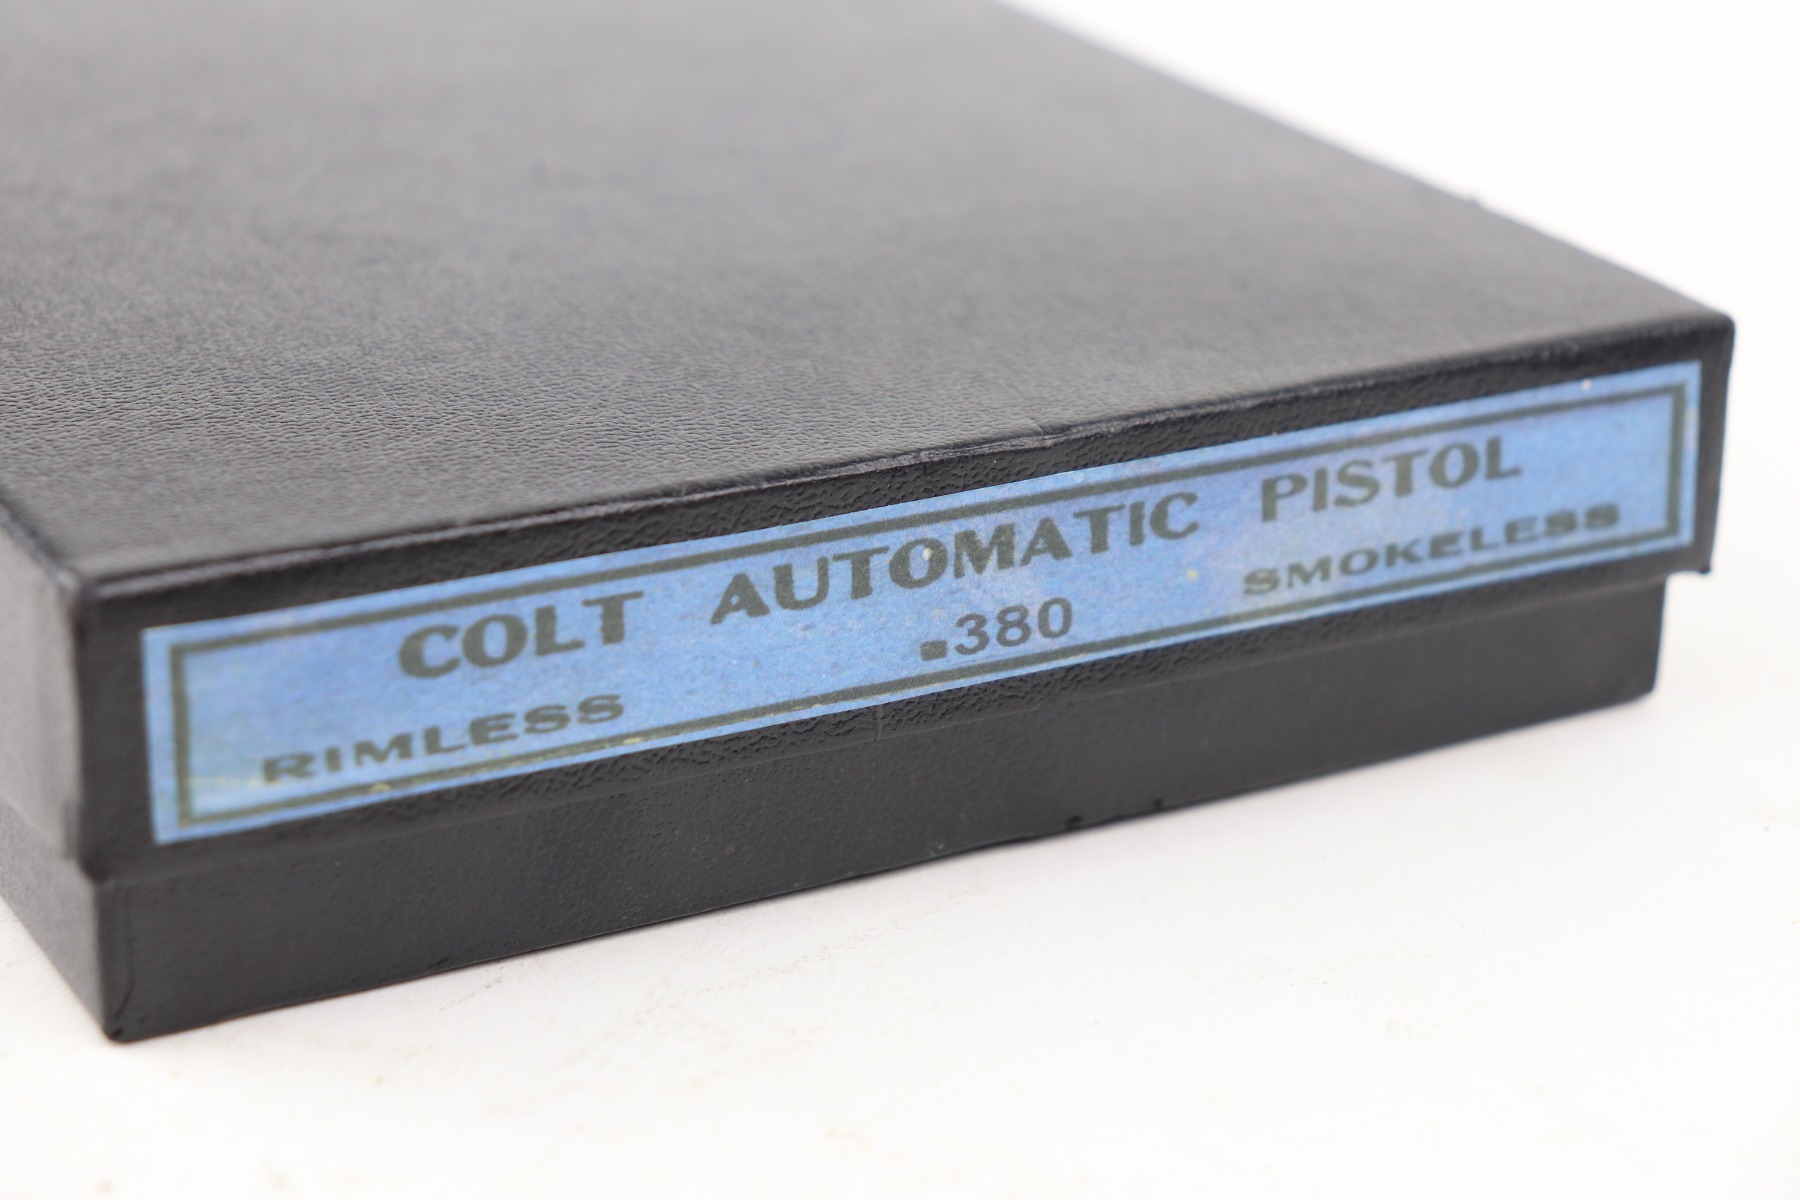 COLT AUTOMATIC PISTOL
RIMLESS .380 SMOKELESS